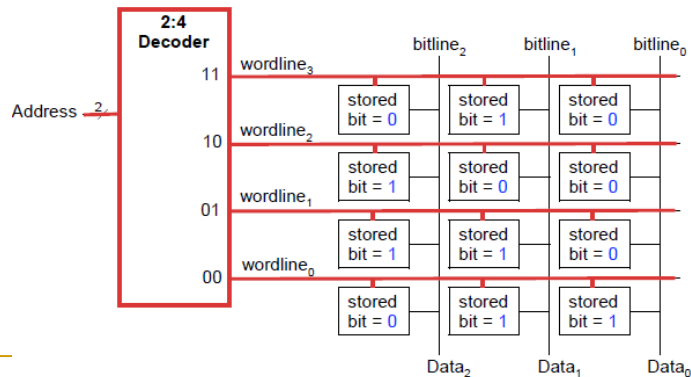 2:4
Decoder
bitline₂ bitline₁ bitline₀
11 wordline₃
Address 2
stored stored stored
bit = 0 bit = 1 bit = 0
10 wordline₂
stored stored stored
bit = 1 bit = 0 bit = 0
01 wordline₁
stored stored stored
bit = 1 bit = 1 bit = 0
00 wordline₀
stored stored stored
bit = 0 bit = 1 bit = 1
Data₂ Data₁ Data₀